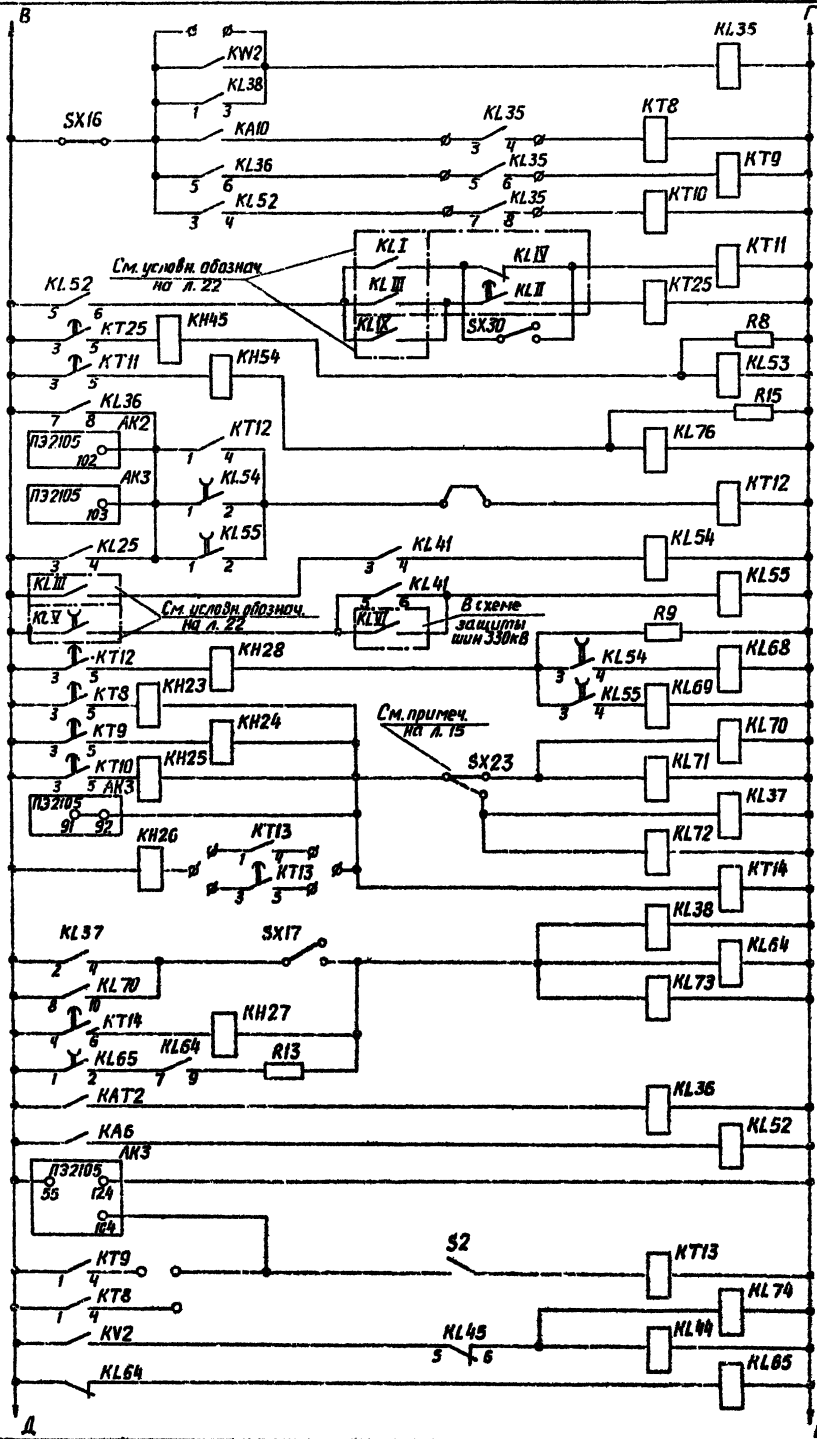 В Г
KL35
KW2
KL38
1 3
SX16
KA10 KL35 KT8
3 4
KL36 KL35 KT9
5 6 5 6
KL52 KL35 KT10
3 4 7 8
KL I KL IV KT11
См. условн. обознач.
на л. 22
KL52 KL III KL II KT25
5 6
KL IX SX30
KT25 KH45 R8
3 5
KL53
KT11 KH54
3 5
R15
KL36 AK2
7 8
KL76
ПЭ2105 KT12
102 1 4
AK3 KL54 KT12
ПЭ2105
103 1 2
KL25 KL55 KL41 KL54
3 4 1 2 3 4
KL III KL41 KL55
5 6
KL V См. условн. обознач.
на л. 22
KL VI В схеме
защиты
шин 330кВ
R9
KT12 KH28 KL54 KL68
3 5 3 4
KT8 KH23 KL55 KL69
3 5 3 4
KT9 KH24 См. примеч.
на л. 15
KL70
3 5
KT10 KH25 SX23 KL71
3 5 AK3
ПЭ2105 KL37
91 92
KH26 KT13 KL72
1 4
KT13 KT14
3 5
KL38
KL37 SX17 KL64
2 4
KL70 KL73
8 10
KT14 KH27
4 6
KL65 KL64 R13
1 2 7 9
KAT2 KL36
KA6 KL52
AK3
ПЭ2105
55 124
104
KT9 S2 KT13
1 4
KT8 KL74
1 4
KV2 KL45 KL44
5 6
KL64 KL65
Д